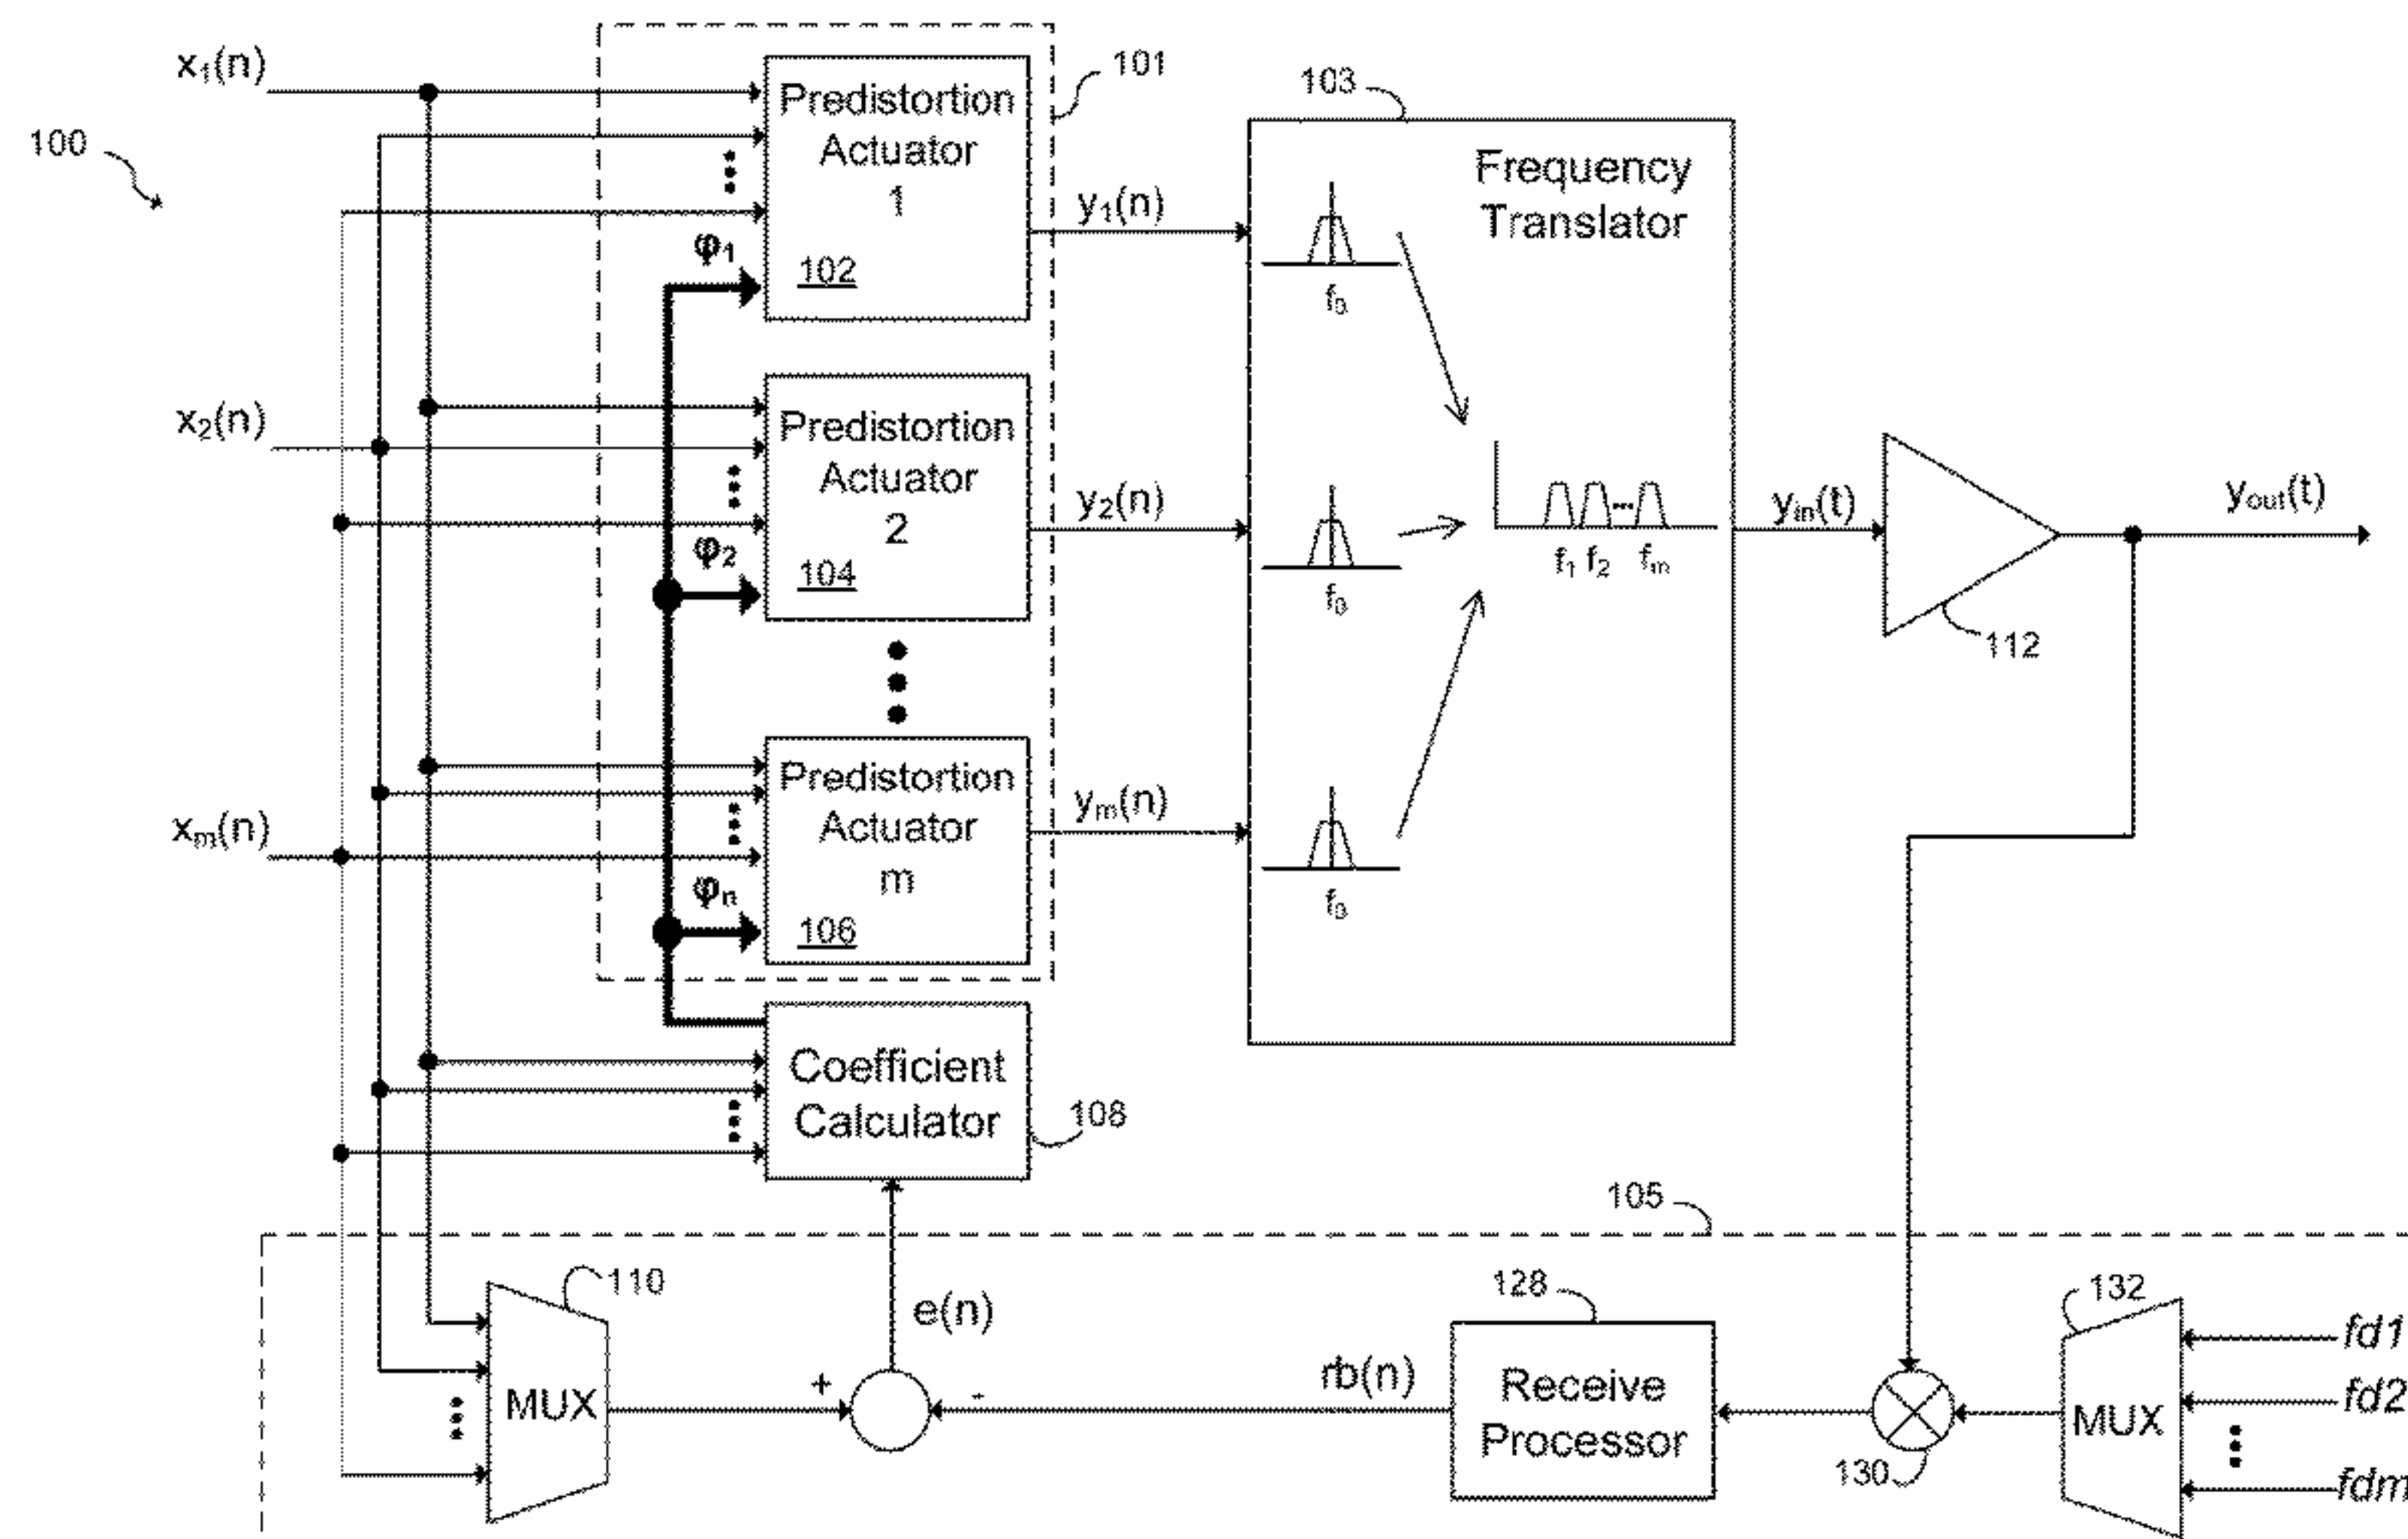 100
x₁(n)
x₂(n)
xₘ(n)
101
Predistortion
Actuator
1
102
φ₁
Predistortion
Actuator
2
104
φ₂
Predistortion
Actuator
m
106
φₙ
y₁(n)
y₂(n)
yₘ(n)
103
Frequency
Translator
f₀
f₀
f₀
f₁ f₂ fₘ
yᵢₙ(t)
112
yₒᵤₜ(t)
Coefficient
Calculator
108
105
110
MUX
+
e(n)
-
rb(n)
128
Receive
Processor
130
132
MUX
fd1
fd2
fdm